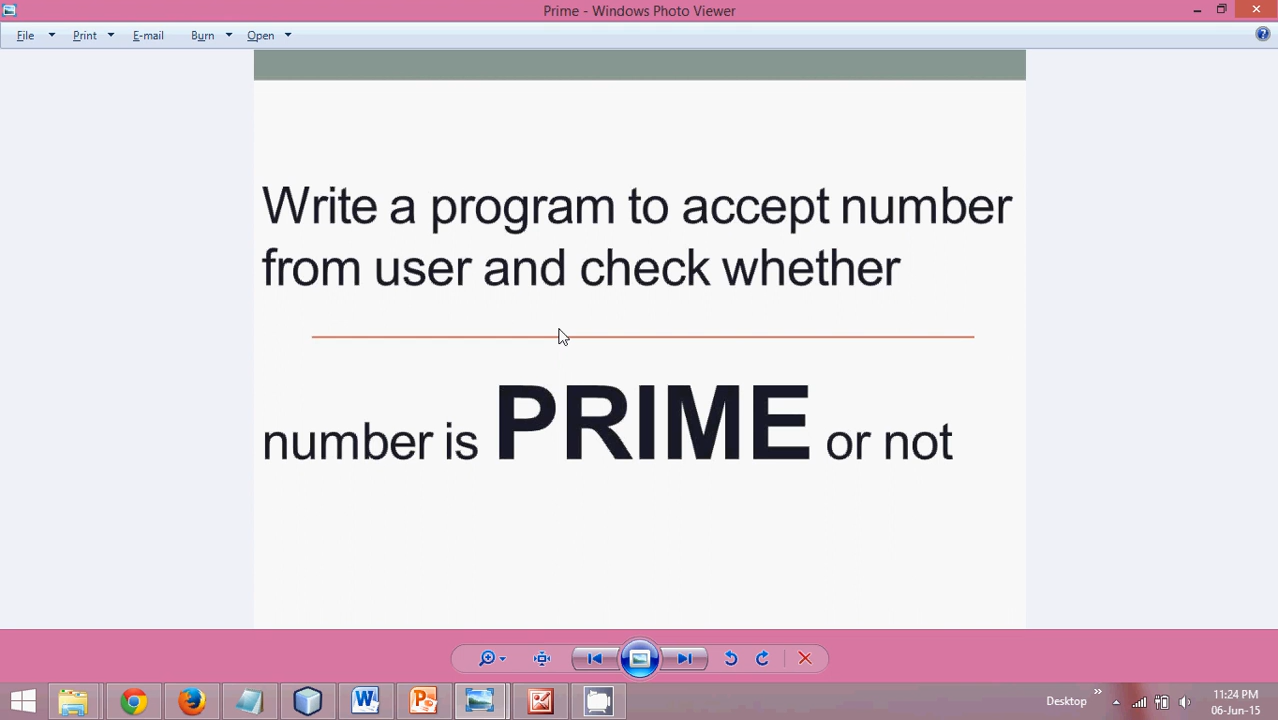 Prime - Windows Photo Viewer
File Print E-mail Burn Open
Write a program to accept number
from user and check whether
number is PRIME or not
Desktop
11:24 PM
06-Jun-15